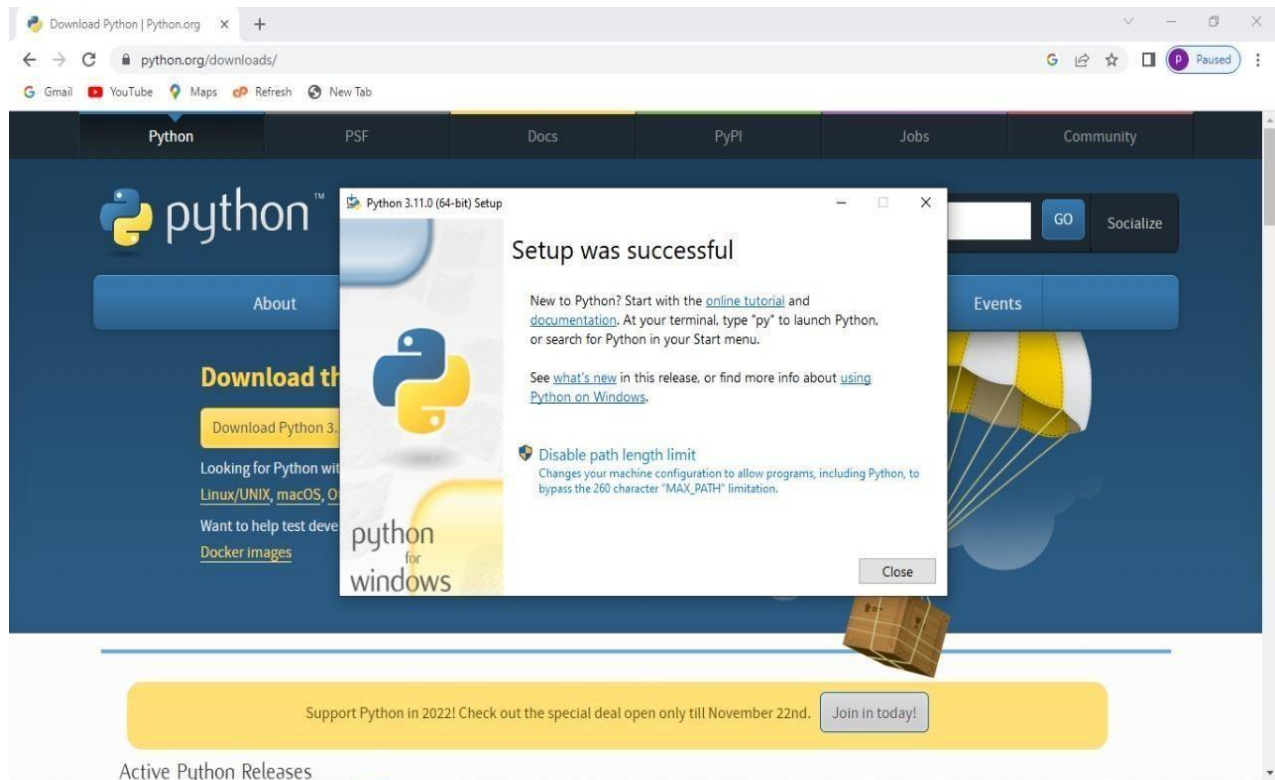 Download Python | Python.org
python.org/downloads/
G
P
Paused
G Gmail
YouTube
Maps
cP Refresh
New Tab
Python
PSF
Docs
PyPI
Jobs
Community
python™
GO
Socialize
About
Events
Download th
Download Python 3.
Looking for Python wit
Linux/UNIX, macOS, O
Want to help test deve
Docker images
Python 3.11.0 (64-bit) Setup
Setup was successful
New to Python? Start with the online tutorial and
documentation. At your terminal, type "py" to launch Python,
or search for Python in your Start menu.
See what's new in this release, or find more info about using
Python on Windows.
Disable path length limit
Changes your machine configuration to allow programs, including Python, to
bypass the 260 character "MAX_PATH" limitation.
python
for
windows
Close
Support Python in 2022! Check out the special deal open only till November 22nd.
Join in today!
Active Python Releases